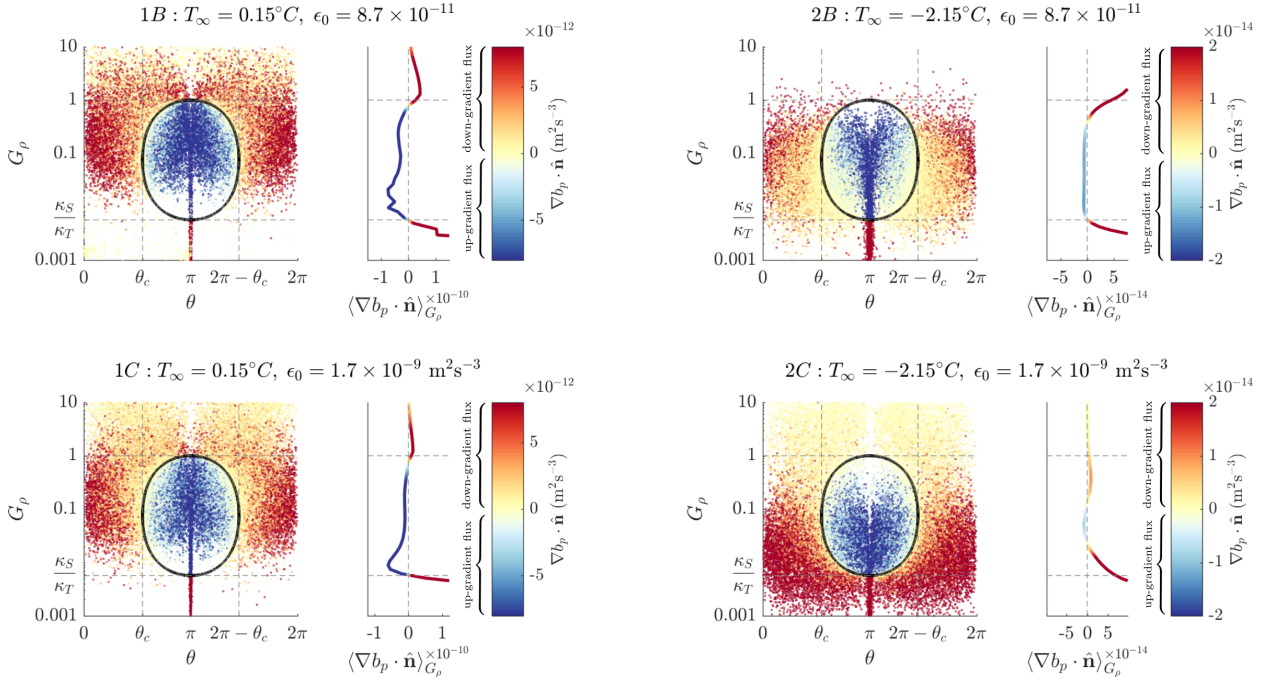 1B : T∞ = 0.15°C, ϵ0 = 8.7 × 10−11
×10−12
10
1
Gρ
0.1
κS
κT
0.001
0
θc
π
2π − θc
2π
θ
-1
0
1
×10−10
⟨∇bp · n̂⟩Gρ
down-gradient flux
up-gradient flux
5
0
-5
∇bp · n̂ (m2s−3)
2B : T∞ = −2.15°C, ϵ0 = 8.7 × 10−11
×10−14
10
1
Gρ
0.1
κS
κT
0.001
0
θc
π
2π − θc
2π
θ
-5
0
5
×10−14
⟨∇bp · n̂⟩Gρ
down-gradient flux
up-gradient flux
2
1
0
-1
-2
∇bp · n̂ (m2s−3)
1C : T∞ = 0.15°C, ϵ0 = 1.7 × 10−9 m2s−3
×10−12
10
1
Gρ
0.1
κS
κT
0.001
0
θc
π
2π − θc
2π
θ
-1
0
1
×10−10
⟨∇bp · n̂⟩Gρ
down-gradient flux
up-gradient flux
5
0
-5
∇bp · n̂ (m2s−3)
2C : T∞ = −2.15°C, ϵ0 = 1.7 × 10−9 m2s−3
×10−14
10
1
Gρ
0.1
κS
κT
0.001
0
θc
π
2π − θc
2π
θ
-5
0
5
×10−14
⟨∇bp · n̂⟩Gρ
down-gradient flux
up-gradient flux
2
1
0
-1
-2
∇bp · n̂ (m2s−3)